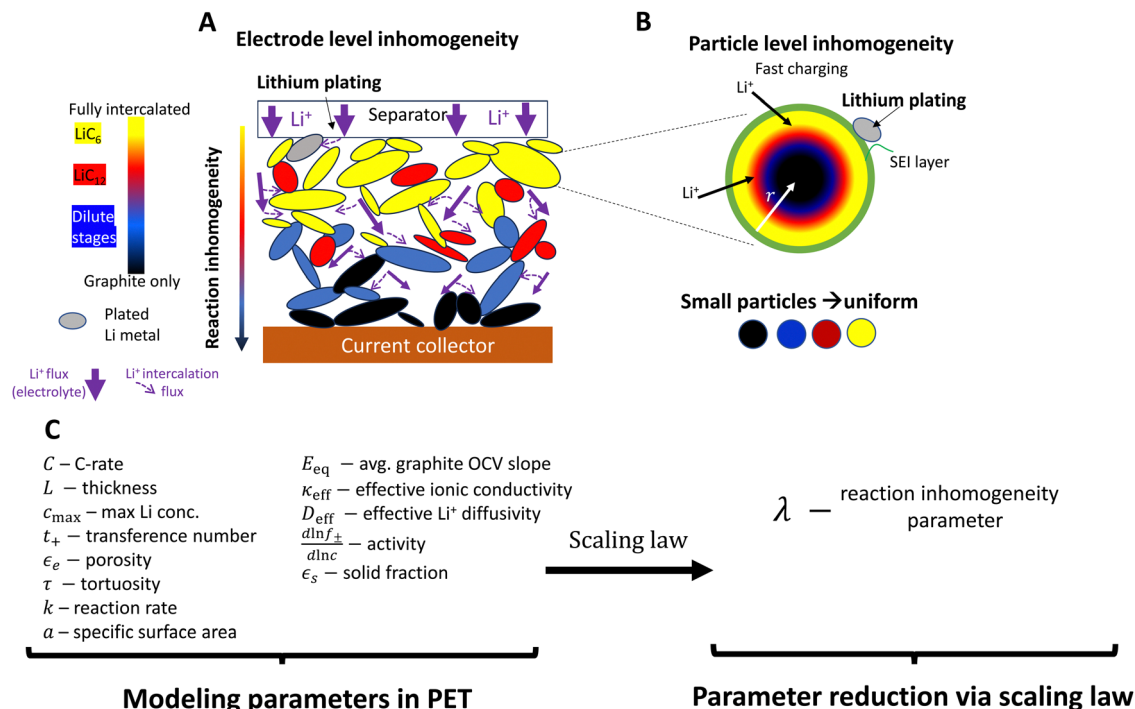 A
Electrode level inhomogeneity
Lithium plating
Fully intercalated
LiC₆
LiC₁₂
Dilute
stages
Graphite only
Plated
Li metal
Li⁺ flux
(electrolyte)
Li⁺ intercalation
flux
Reaction inhomogeneity
Li⁺
Separator
Li⁺
Current collector
B
Particle level inhomogeneity
Fast charging
Li⁺
Lithium plating
SEI layer
Li⁺
r
Small particles →uniform
C
C – C-rate
L – thickness
c_max – max Li conc.
t₊ – transference number
ϵ_e – porosity
τ – tortuosity
k – reaction rate
a – specific surface area
E_eq – avg. graphite OCV slope
κ_eff – effective ionic conductivity
D_eff – effective Li⁺ diffusivity
dlnf±/dlnc – activity
ϵ_s – solid fraction
Modeling parameters in PET
Scaling law
λ – reaction inhomogeneity
parameter
Parameter reduction via scaling law